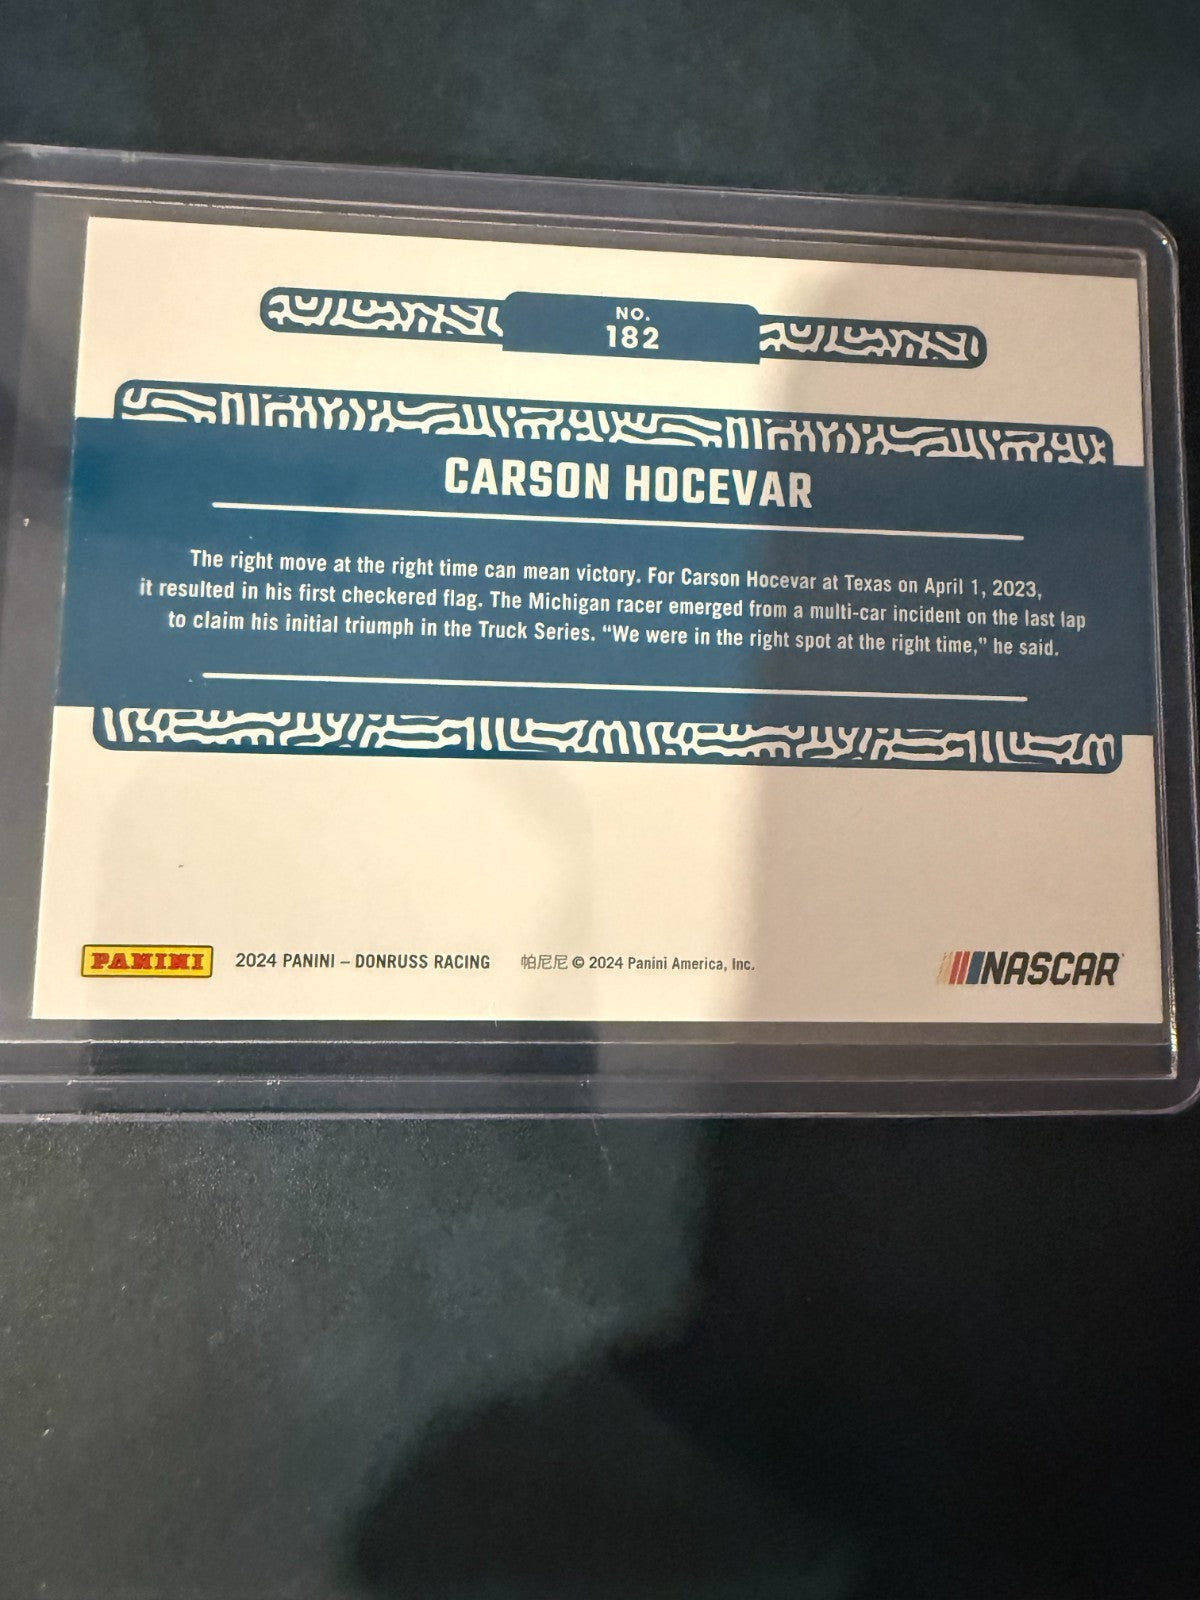 NO.
182
CARSON HOCEVAR
The right move at the right time can mean victory. For Carson Hocevar at Texas on April 1, 2023,
it resulted in his first checkered flag. The Michigan racer emerged from a multi-car incident on the last lap
to claim his initial triumph in the Truck Series. “We were in the right spot at the right time,” he said.
PANINI 2024 PANINI – DONRUSS RACING 帕尼尼 © 2024 Panini America, Inc. NASCAR